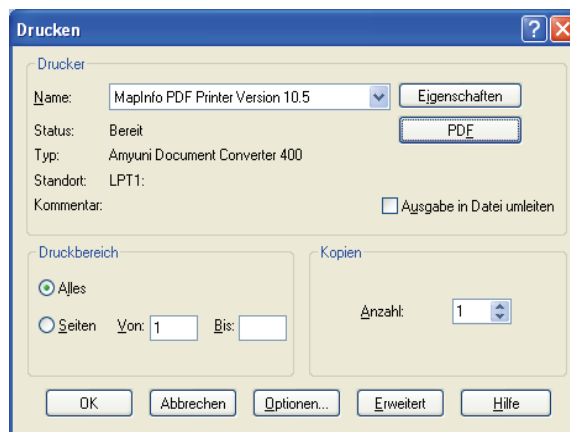 Drucken
Drucker
Name: MapInfo PDF Printer Version 10.5 Eigenschaften
Status: Bereit PDF
Typ: Amyuni Document Converter 400
Standort: LPT1:
Kommentar: Ausgabe in Datei umleiten
Druckbereich Kopien
Alles
Anzahl: 1
Seiten Von: 1 Bis:
OK Abbrechen Optionen... Erweitert Hilfe